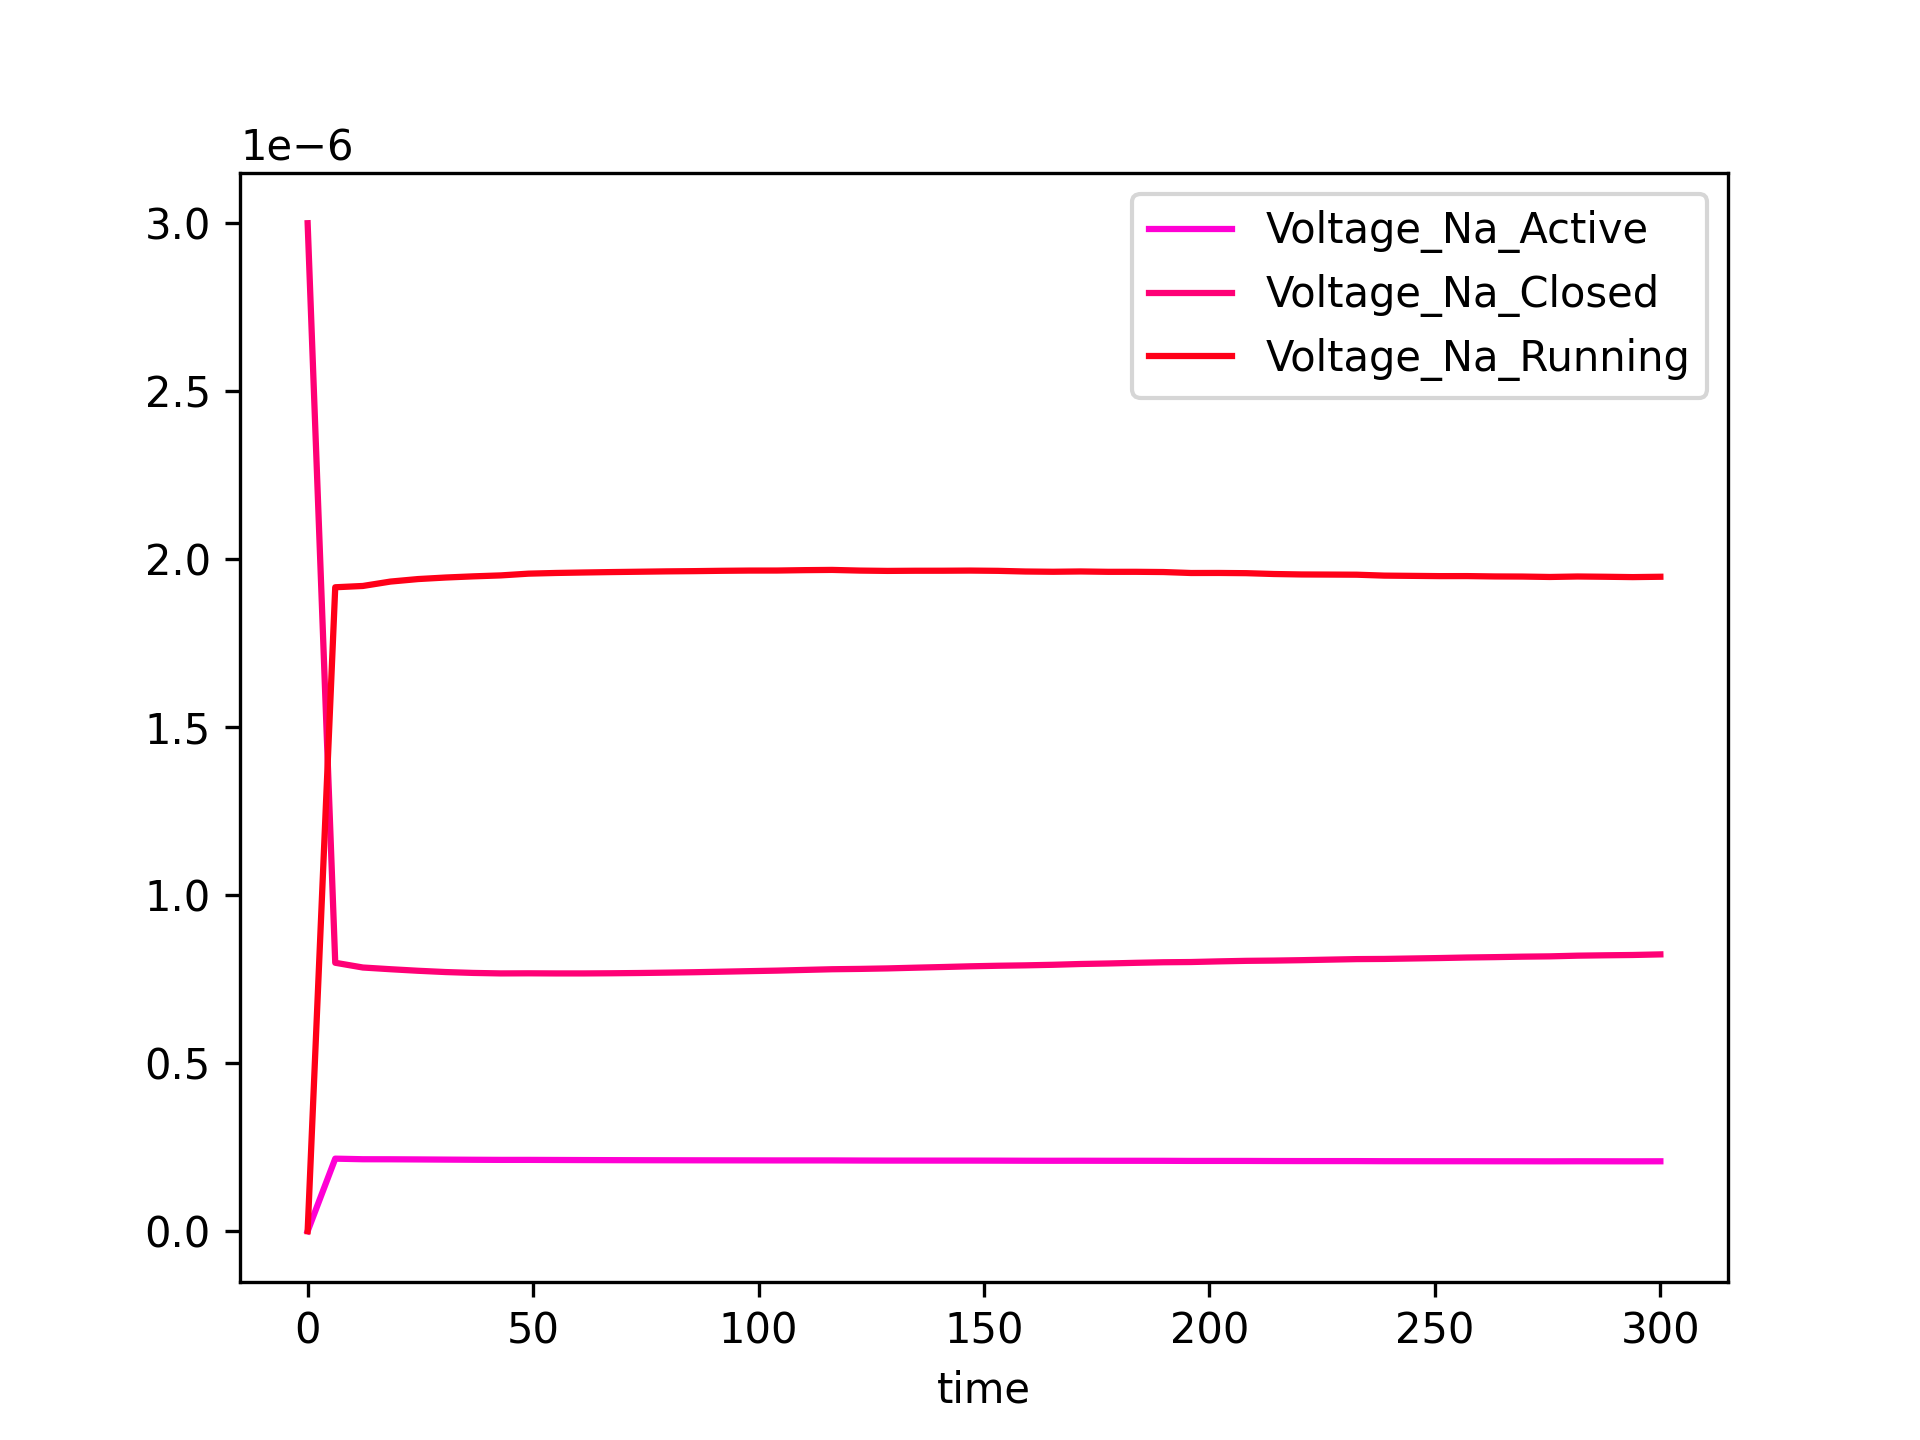 1e−6
3.0
2.5
2.0
1.5
1.0
0.5
0.0
0 50 100 150 200 250 300
time
Voltage_Na_Active
Voltage_Na_Closed
Voltage_Na_Running